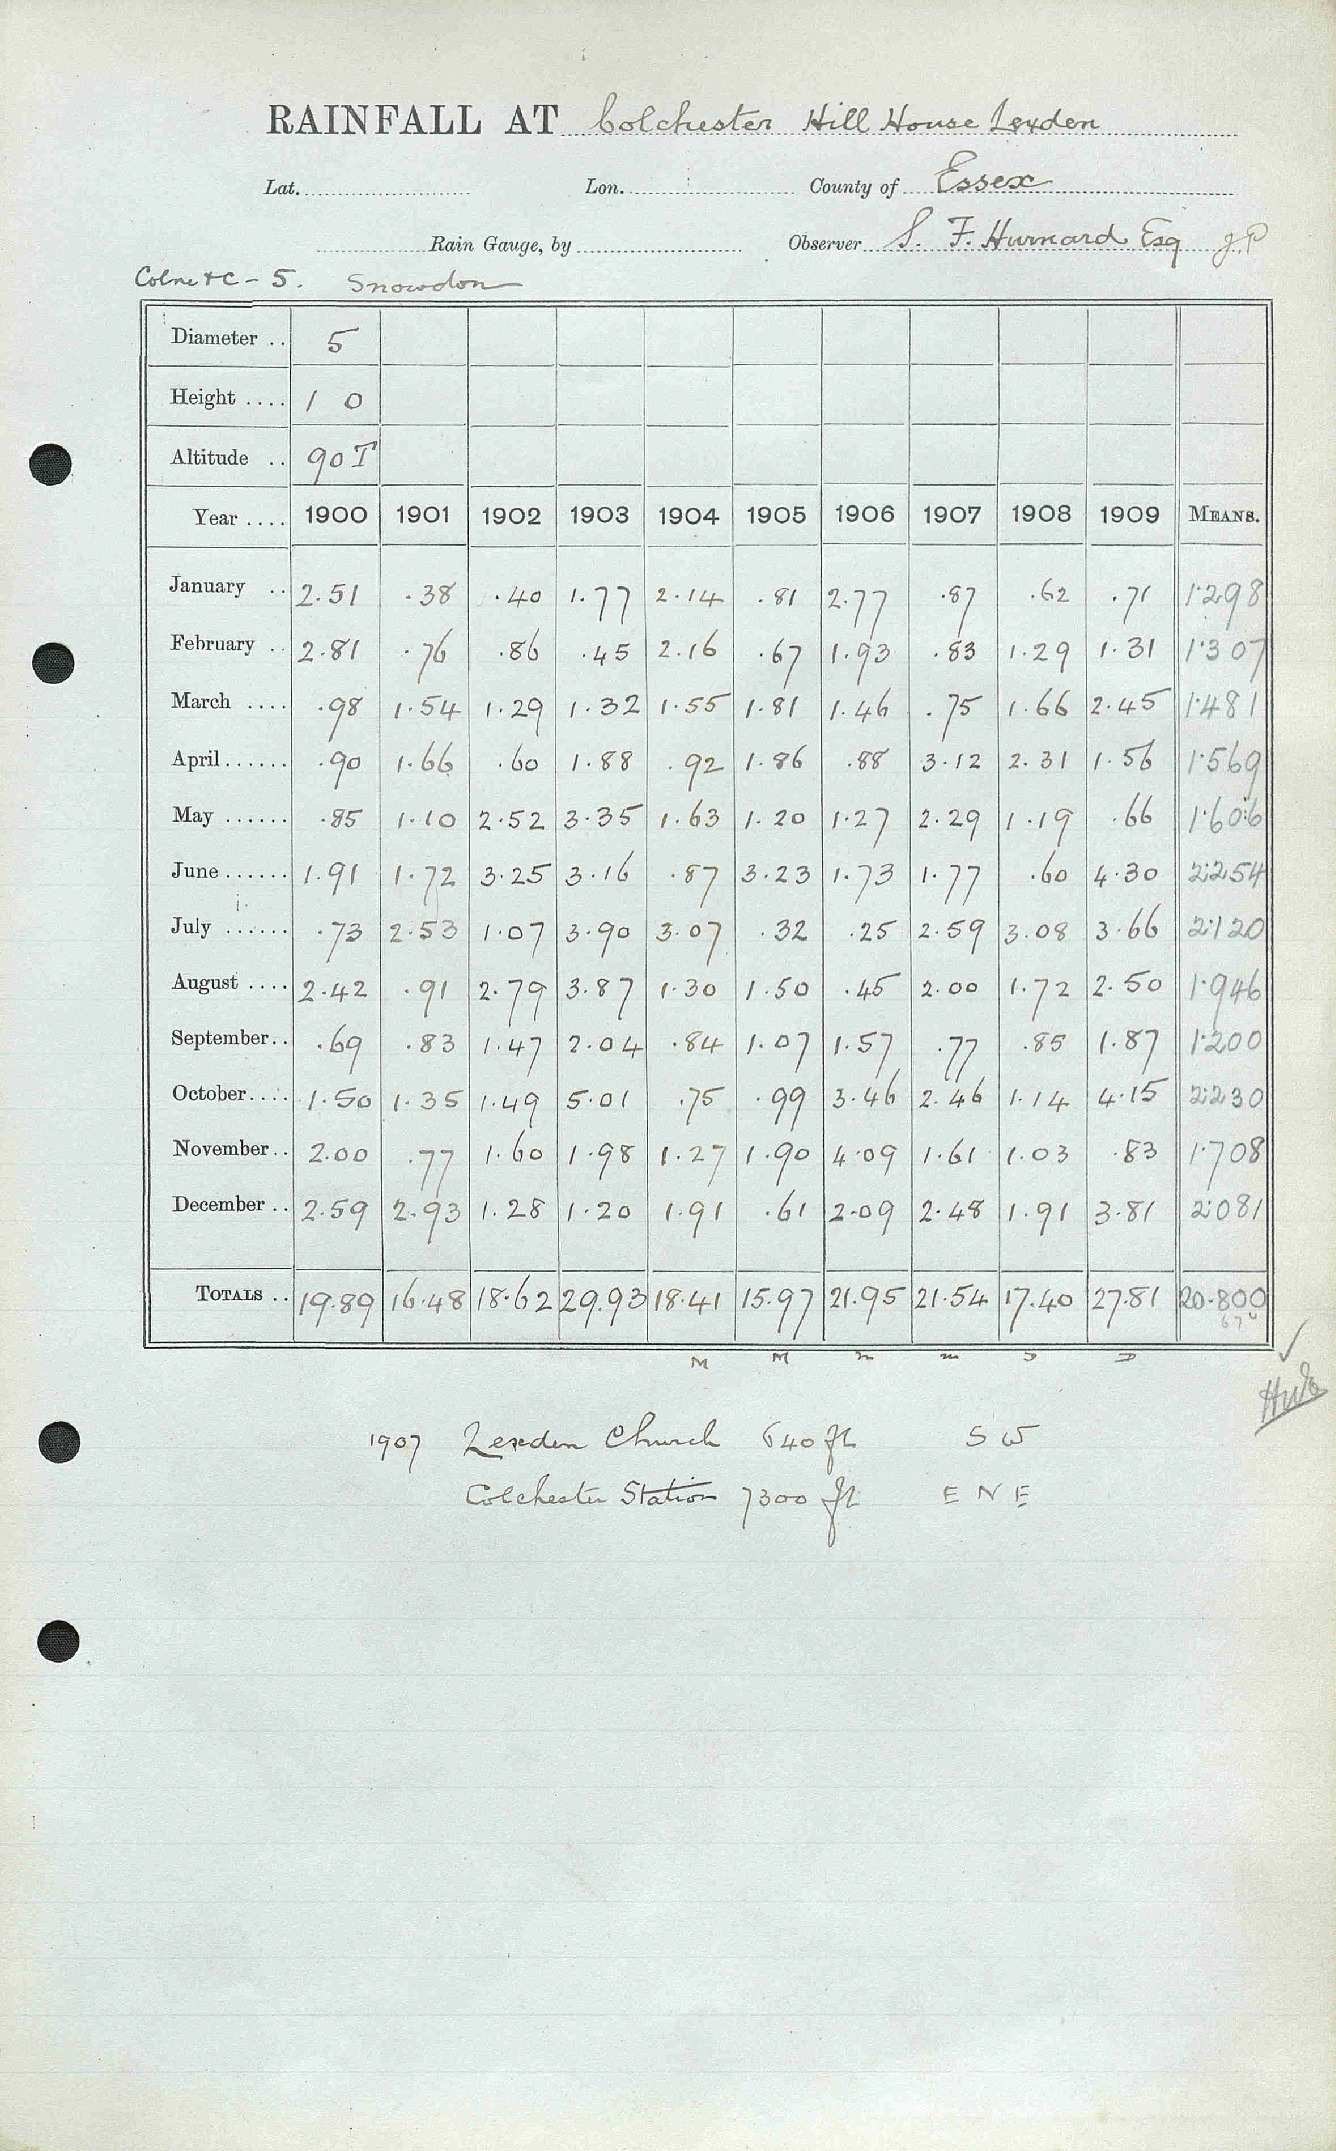 RAINFALL AT Colchester Hill House Lexden
Lat. Lon. County of Essex
Rain Gauge, by Observer S. F. Hurnard Esq J.P
Colne &c - 5. Snowdon
Diameter .. 5
Height .... 1 0
Altitude .. 90 T
Year .... 1900 1901 1902 1903 1904 1905 1906 1907 1908 1909 MEANS.
January .. 2.51 .38 .40 1.77 2.14 .81 2.77 .87 .62 .71 1.298
February .. 2.81 .76 .86 .45 2.16 .67 1.93 .83 1.29 1.31 1.307
March .... .98 1.54 1.29 1.32 1.55 1.81 1.46 .75 1.66 2.45 1.481
April...... .90 1.66 .60 1.88 .92 1.86 .88 3.12 2.31 1.56 1.569
May ...... .85 1.10 2.52 3.35 1.63 1.20 1.27 2.29 1.19 .66 1.606
June ...... 1.91 1.72 3.25 3.16 .87 3.23 1.73 1.77 .60 4.30 2.254
July ...... .73 2.53 1.07 3.90 3.07 .32 .25 2.59 3.08 3.66 2.120
August .... 2.42 .91 2.79 3.87 1.30 1.50 .45 2.00 1.72 2.50 1.946
September.. .69 .83 1.47 2.04 .84 1.07 1.57 .77 .85 1.87 1.200
October.... 1.50 1.35 1.49 5.01 .75 .99 3.46 2.46 1.14 4.15 2.230
November.. 2.00 .77 1.60 1.98 1.27 1.90 4.09 1.61 1.03 .83 1.708
December .. 2.59 2.93 1.28 1.20 1.91 .61 2.09 2.48 1.91 3.81 2.081
TOTALS .. 19.89 16.48 18.62 29.93 18.41 15.97 21.95 21.54 17.40 27.81 20.800
M M
1907 Lexden Church 640 ft SW
Colchester Station 7300 ft ENE